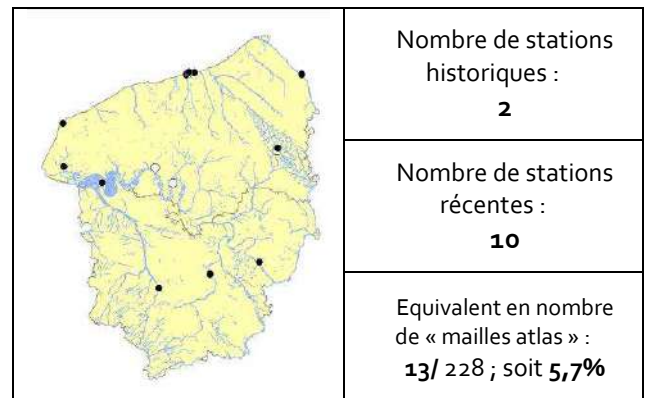 Nombre de stations
historiques :
2
Nombre de stations
récentes :
10
Equivalent en nombre
de « mailles atlas » :
13/ 228 ; soit 5,7%